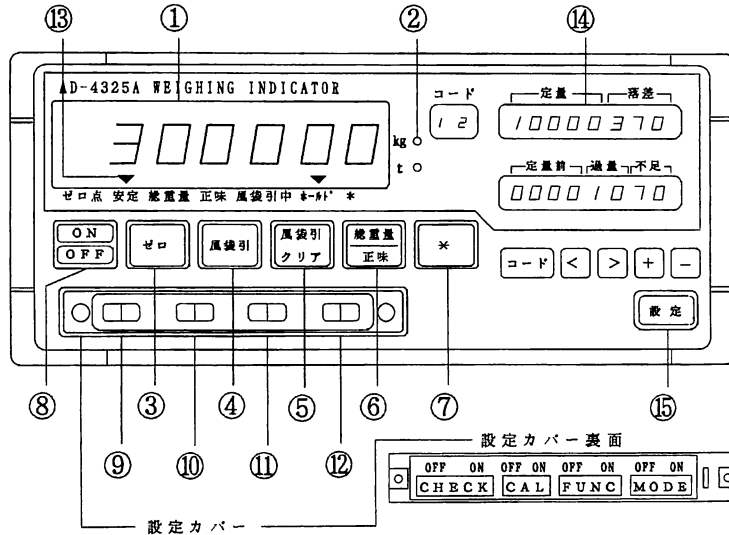 ⑬ ① ② ⑭
AD-4325A WEIGHING INDICATOR
300000
kg
t
ゼロ点 安定 総重量 正味 風袋引中 ホールド *
コード
12
定量 落差
10000370
定量前 過量 不足
00001070
ON
OFF
ゼロ
風袋引
風袋引
クリア
総重量
正味
*
コード < > + -
設定
⑧ ③ ④ ⑤ ⑥ ⑦ ⑮
⑨ ⑩ ⑪ ⑫
設定カバー裏面
OFF ON OFF ON OFF ON OFF ON
CHECK CAL FUNC MODE
設定カバー